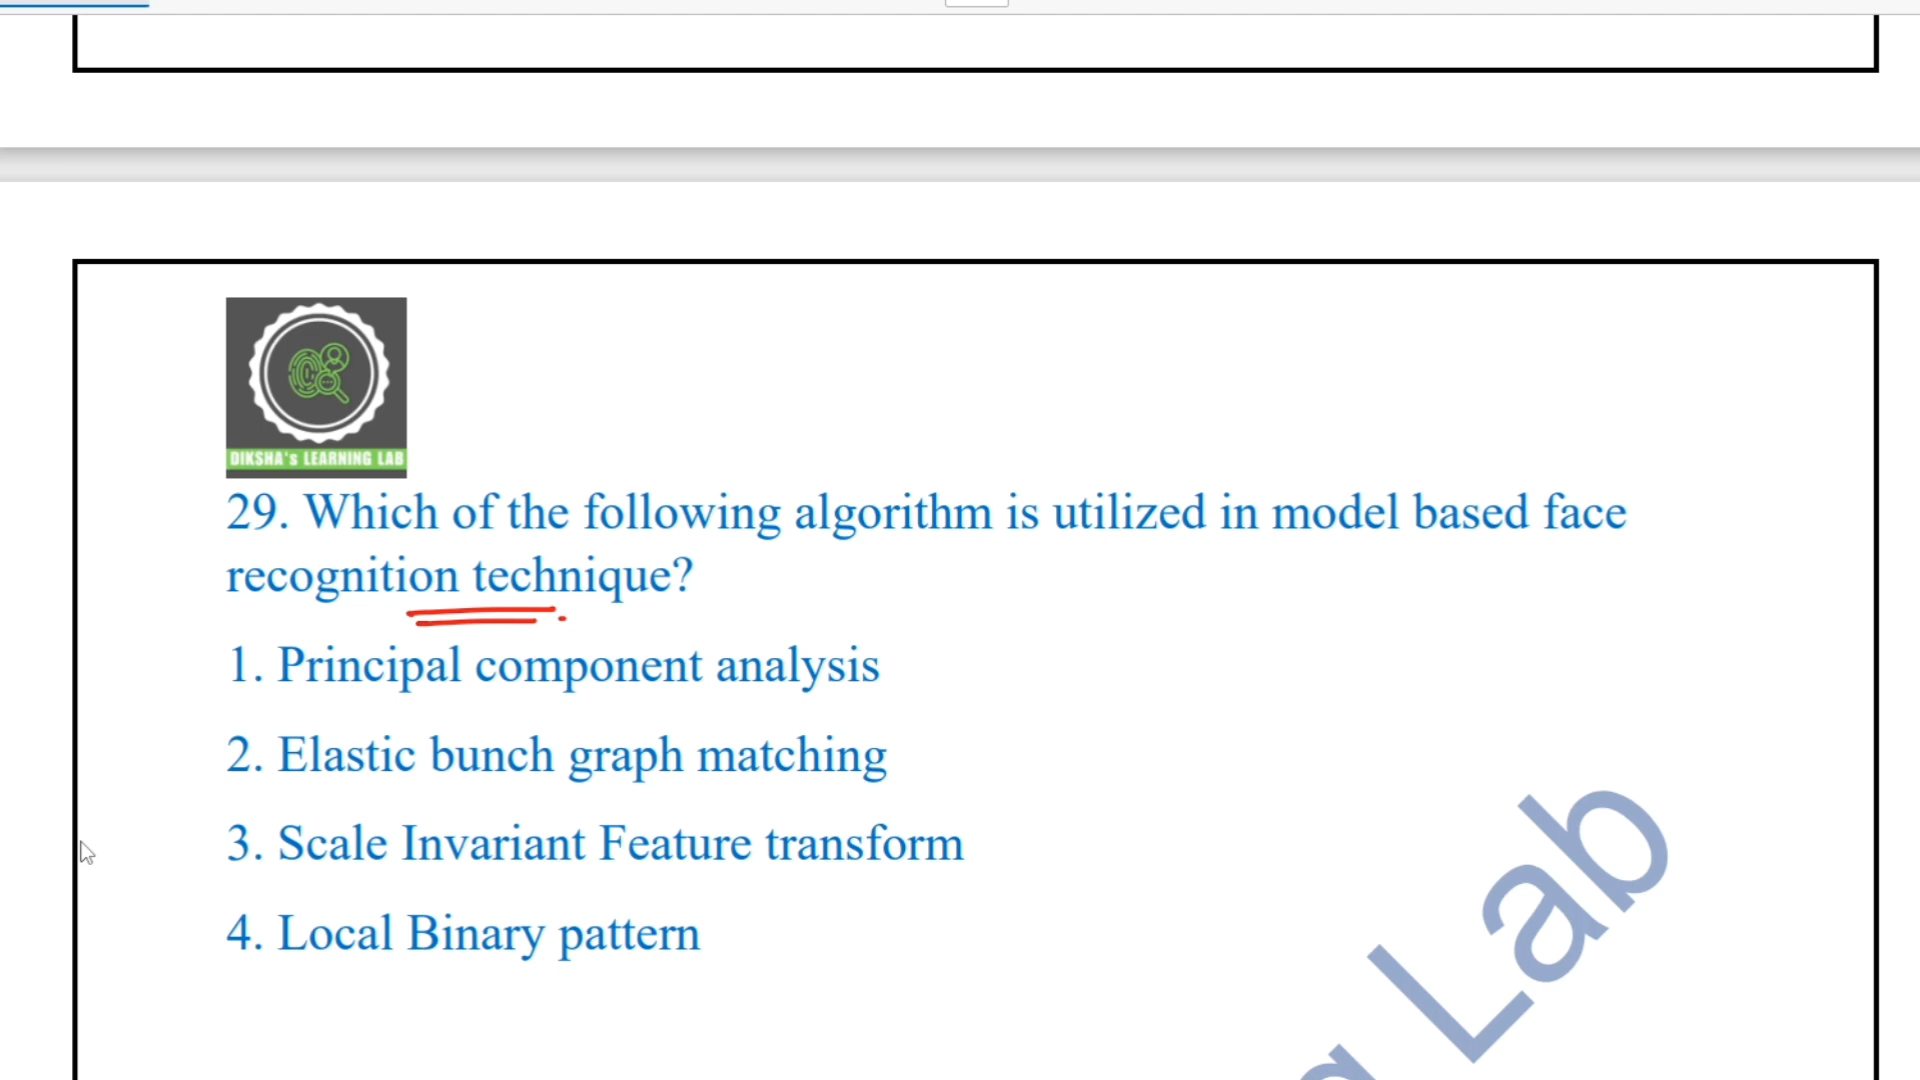 DIKSHA's LEARNING LAB
29. Which of the following algorithm is utilized in model based face
recognition technique?
1. Principal component analysis
2. Elastic bunch graph matching
3. Scale Invariant Feature transform
4. Local Binary pattern
g Lab